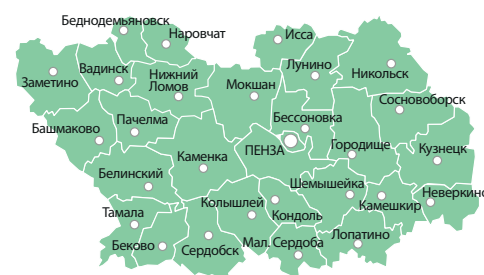 Беднодемьяновск
Наровчат
Исса
Заметино
Вадинск
Нижний
Ломов
Мокшан
Лунино
Никольск
Сосновоборск
Башмаково
Пачелма
Бессоновка
ПЕНЗА
Городище
Кузнецк
Каменка
Белинский
Шемышейка
Неверкино
Камешкир
Тамала
Колышлей
Кондоль
Беково
Сердобск
Мал. Сердоба
Лопатино